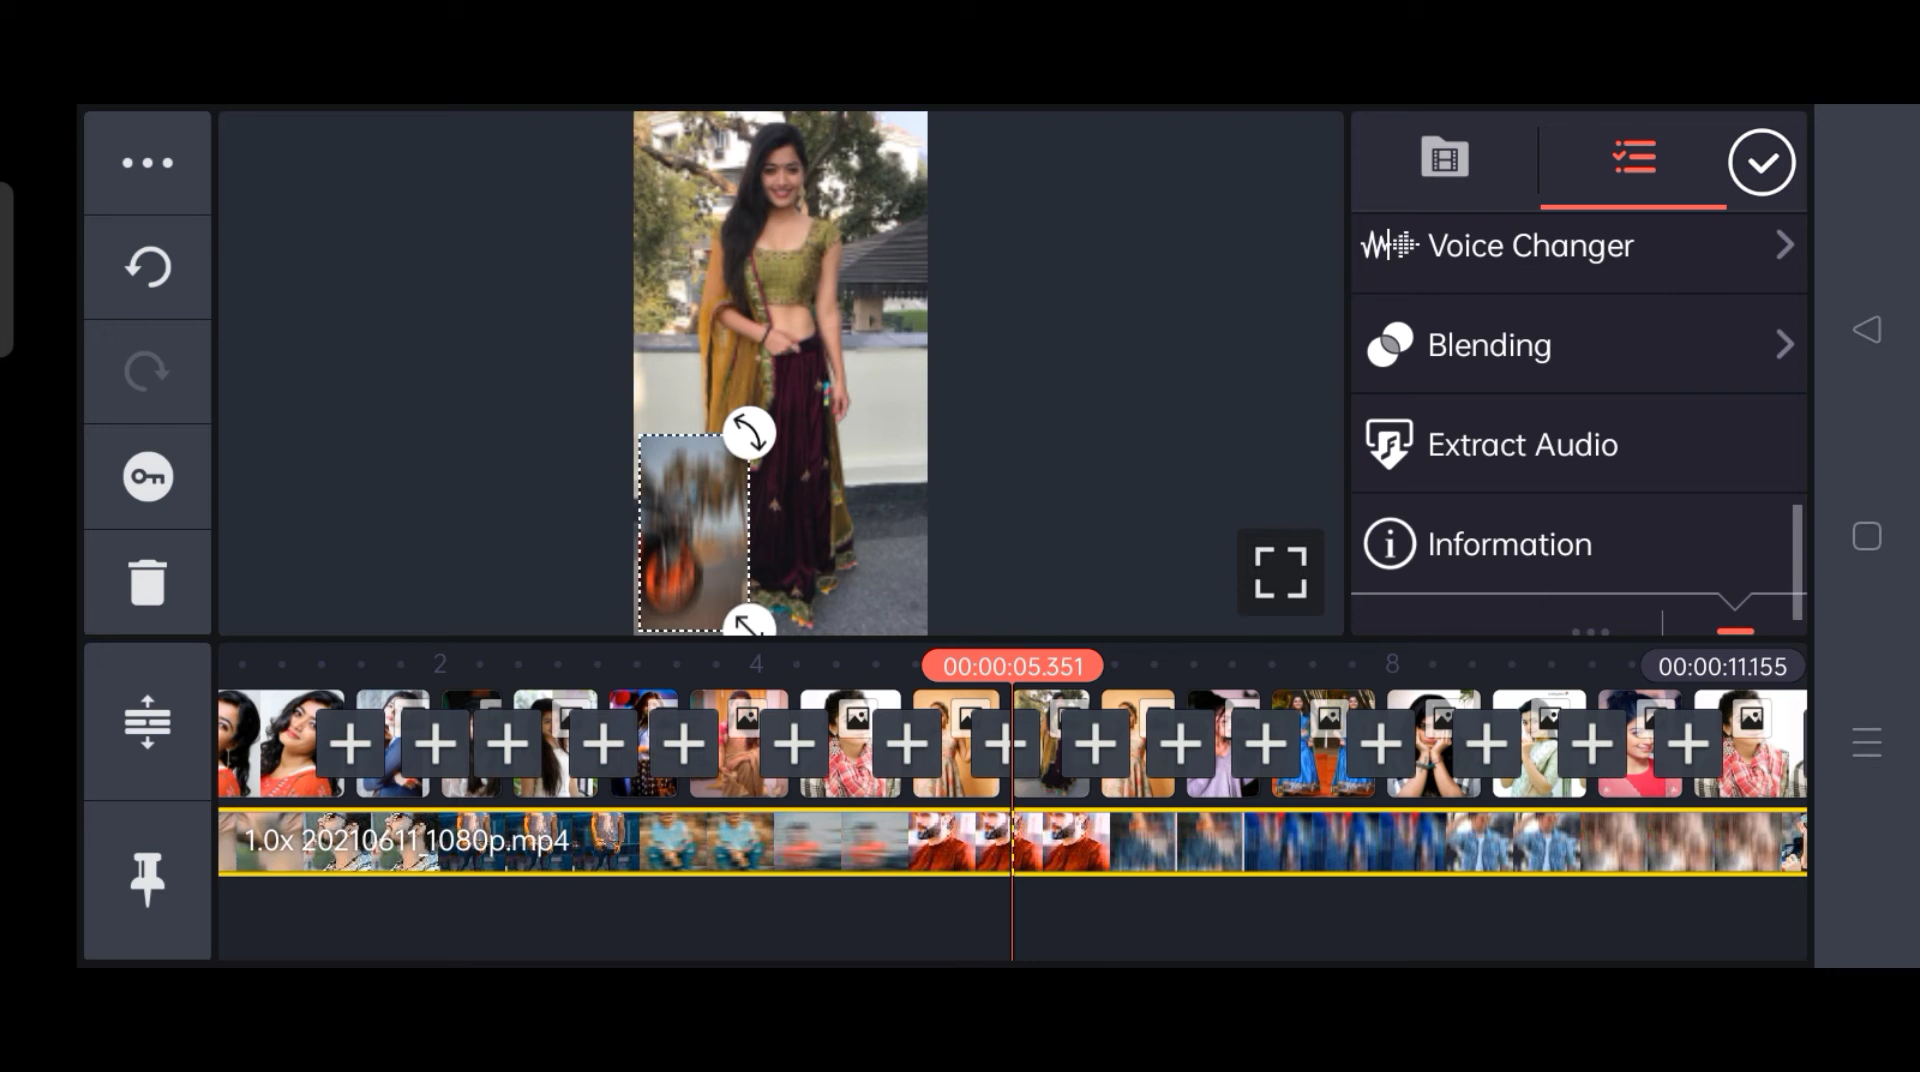 Voice Changer
Blending
Extract Audio
Information
2
4
00:00:05.351
8
00:00:11.155
1.0x 20210611 1080p.mp4